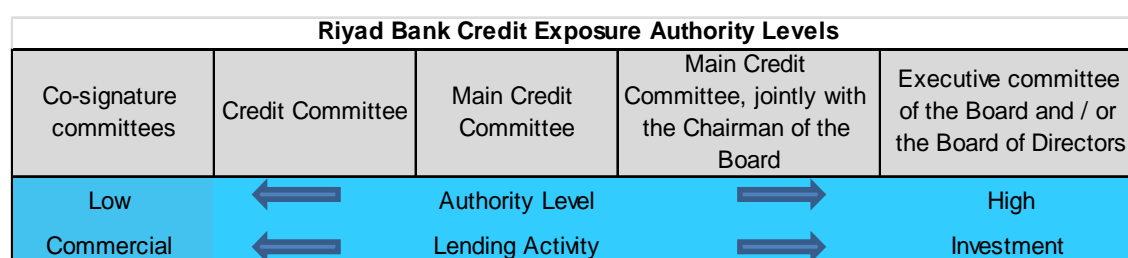 Riyad Bank Credit Exposure Authority Levels
Co-signature
committees
Credit Committee
Main Credit
Committee
Main Credit
Committee, jointly with
the Chairman of the
Board
Executive committee
of the Board and / or
the Board of Directors
Low
Authority Level
High
Commercial
Lending Activity
Investment